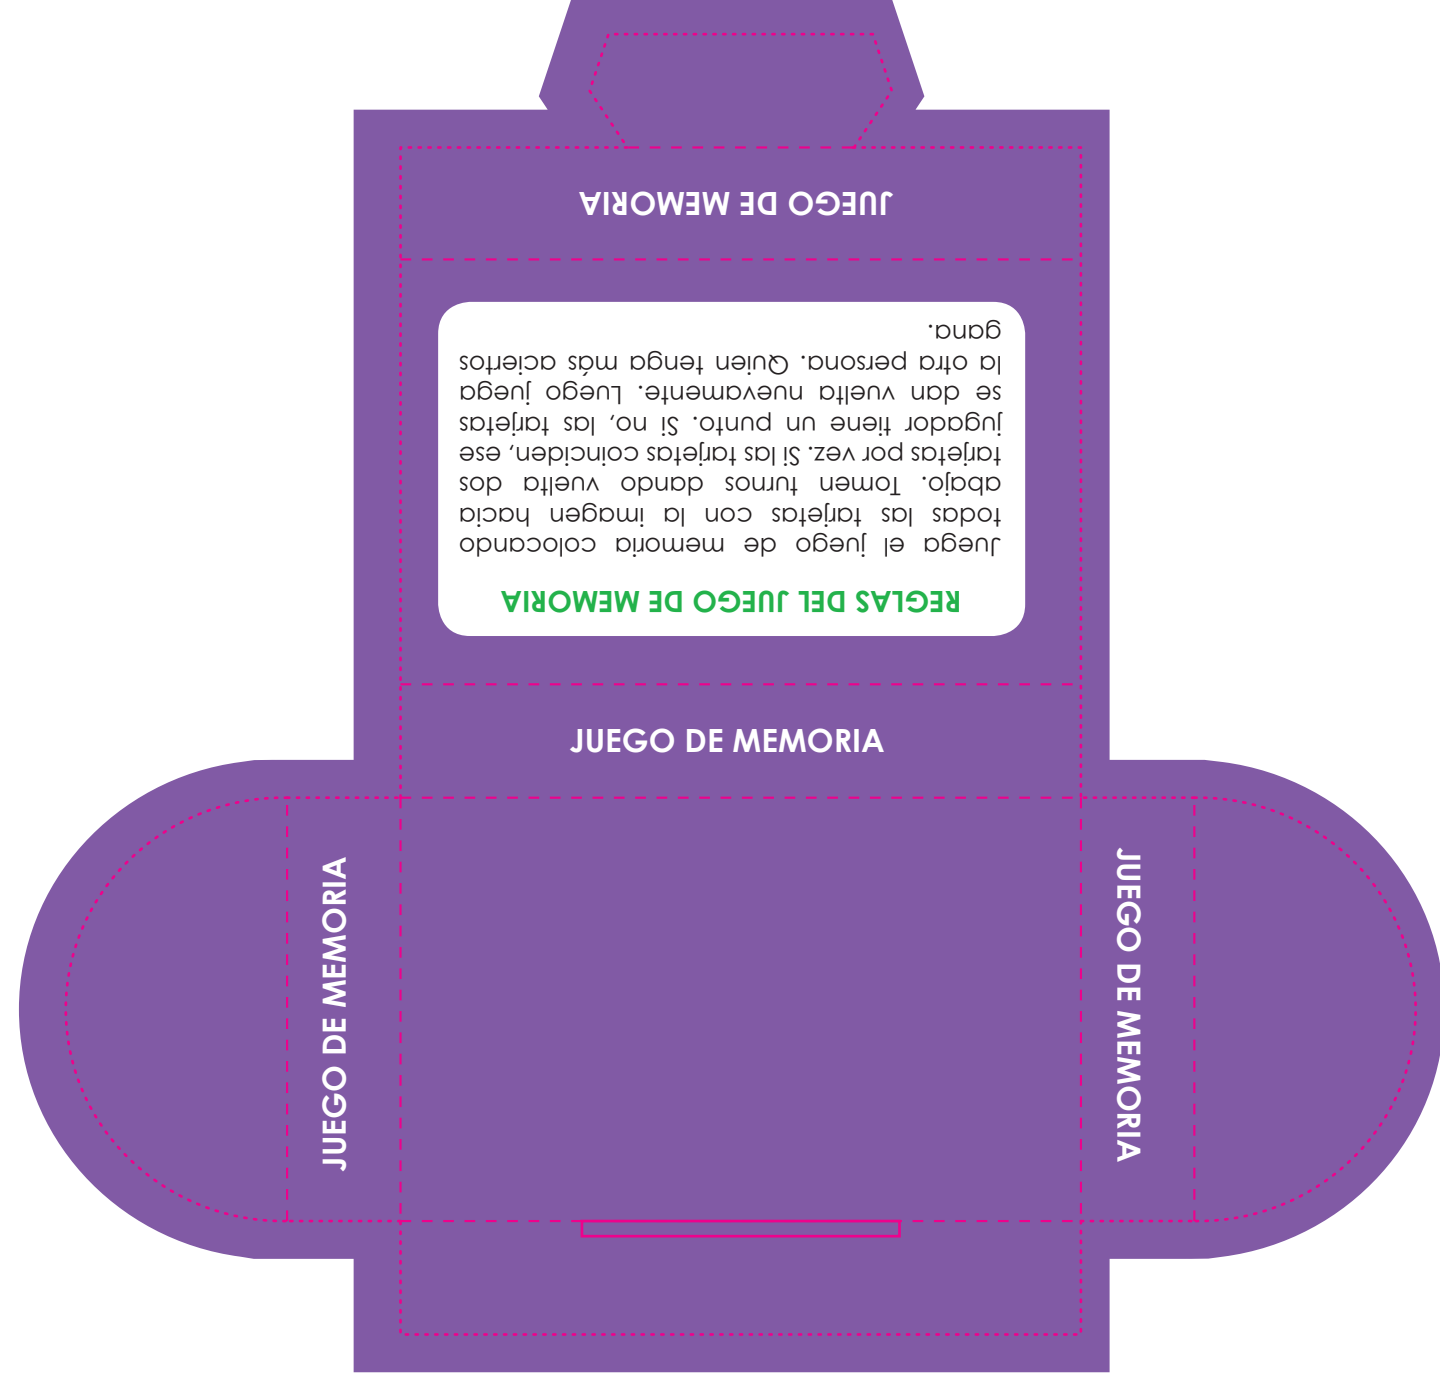 JUEGO DE MEMORIA
REGLAS DEL JUEGO DE MEMORIA
Juega el juego de memoria colocando
todas las tarjetas con la imagen hacia
abajo. Tomen turnos dando vuelta dos
tarjetas por vez. Si las tarjetas coinciden, ese
jugador tiene un punto. Si no, las tarjetas
se dan vuelta nuevamente. Luego juega
la otra persona. Quien tenga más aciertos
gana.
JUEGO DE MEMORIA
JUEGO DE MEMORIA
JUEGO DE MEMORIA